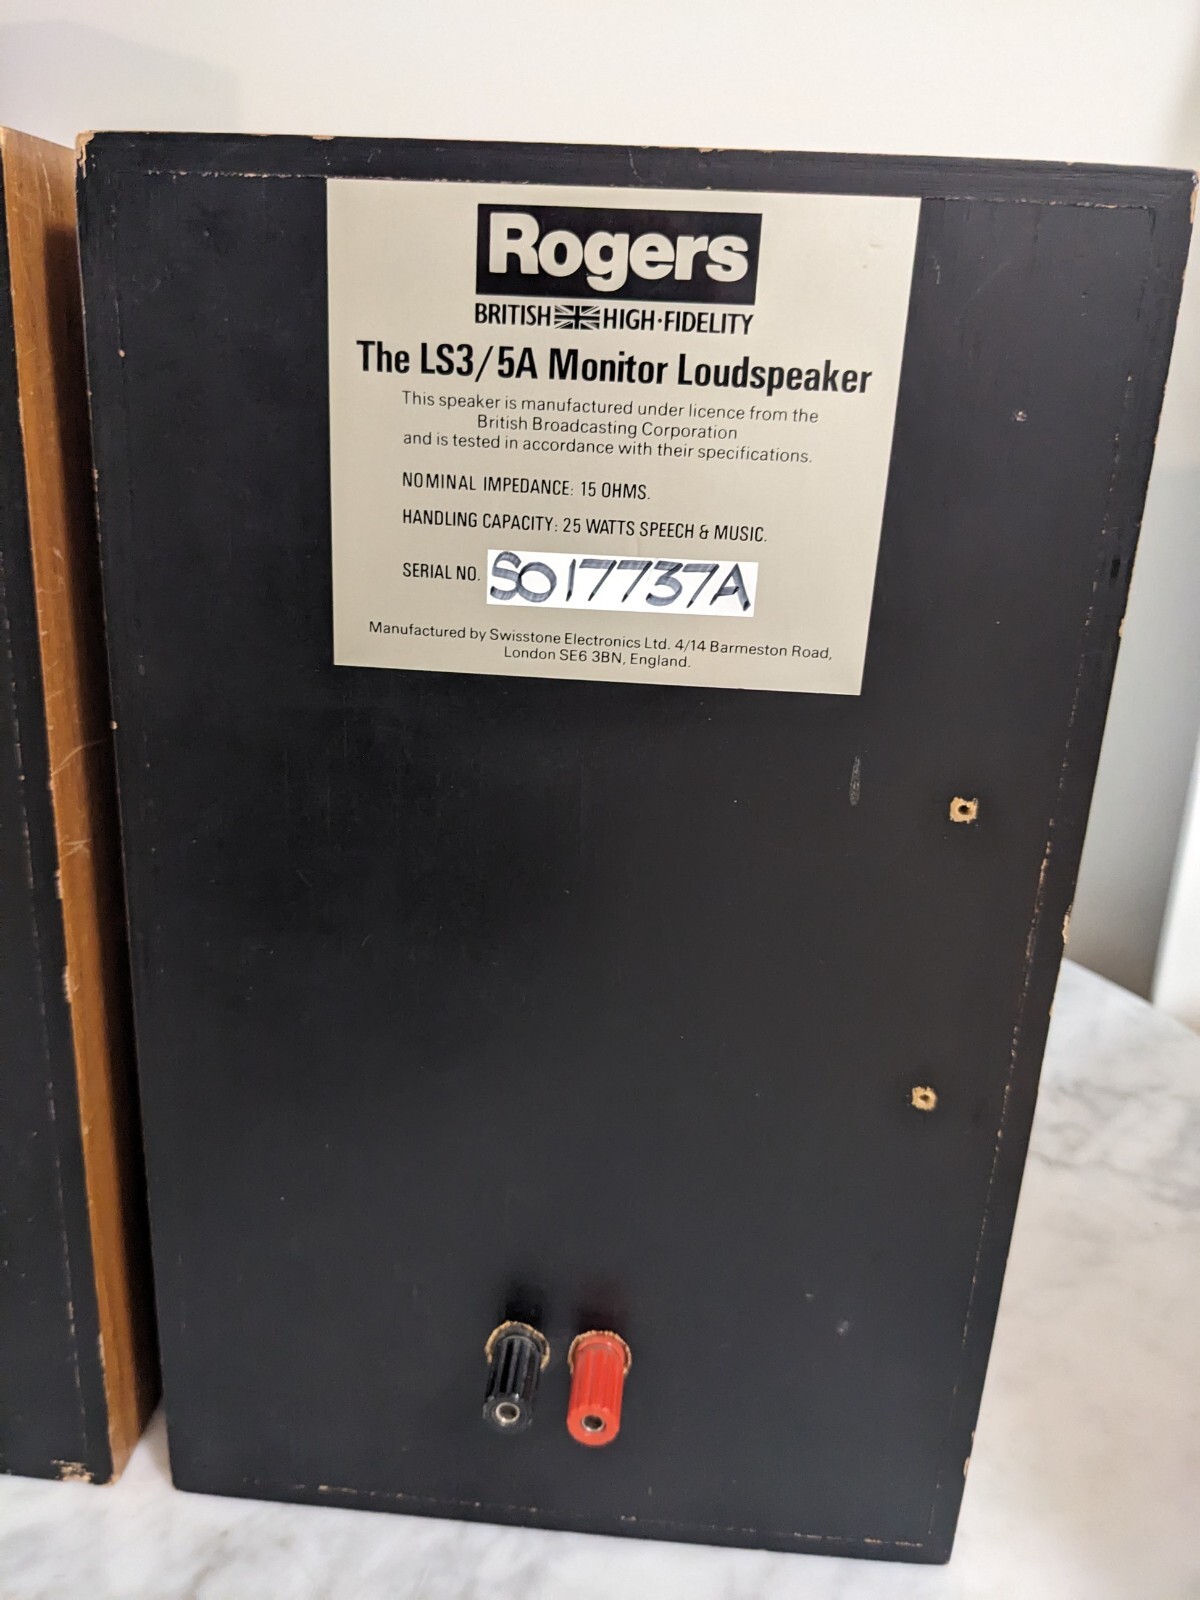 Rogers
BRITISH HIGH·FIDELITY
The LS3/5A Monitor Loudspeaker
This speaker is manufactured under licence from the
British Broadcasting Corporation
and is tested in accordance with their specifications.
NOMINAL IMPEDANCE: 15 OHMS.
HANDLING CAPACITY: 25 WATTS SPEECH & MUSIC.
SERIAL NO. S017737A
Manufactured by Swisstone Electronics Ltd. 4/14 Barmeston Road,
London SE6 3BN, England.